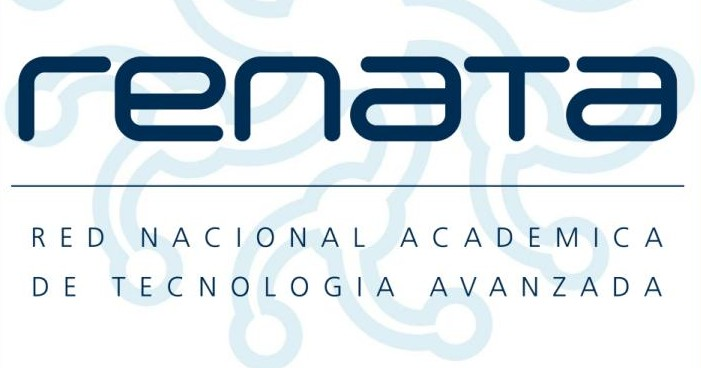 renata
RED NACIONAL ACADEMICA
DE TECNOLOGIA AVANZADA